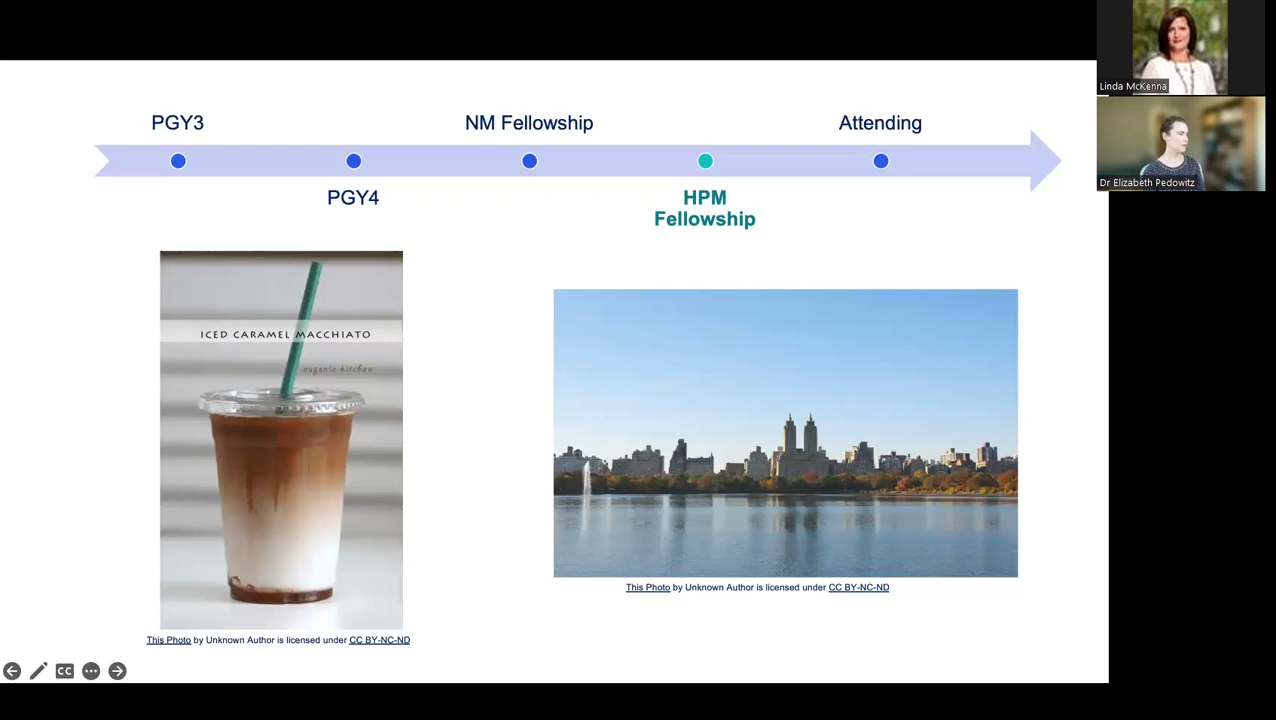 PGY3
NM Fellowship
Attending
PGY4
HPM
Fellowship
ICED CARAMEL MACCHIATO
eugenie kitchen
This Photo by Unknown Author is licensed under CC BY-NC-ND
This Photo by Unknown Author is licensed under CC BY-NC-ND
CC
Linda McKenna
Dr Elizabeth Pedowitz